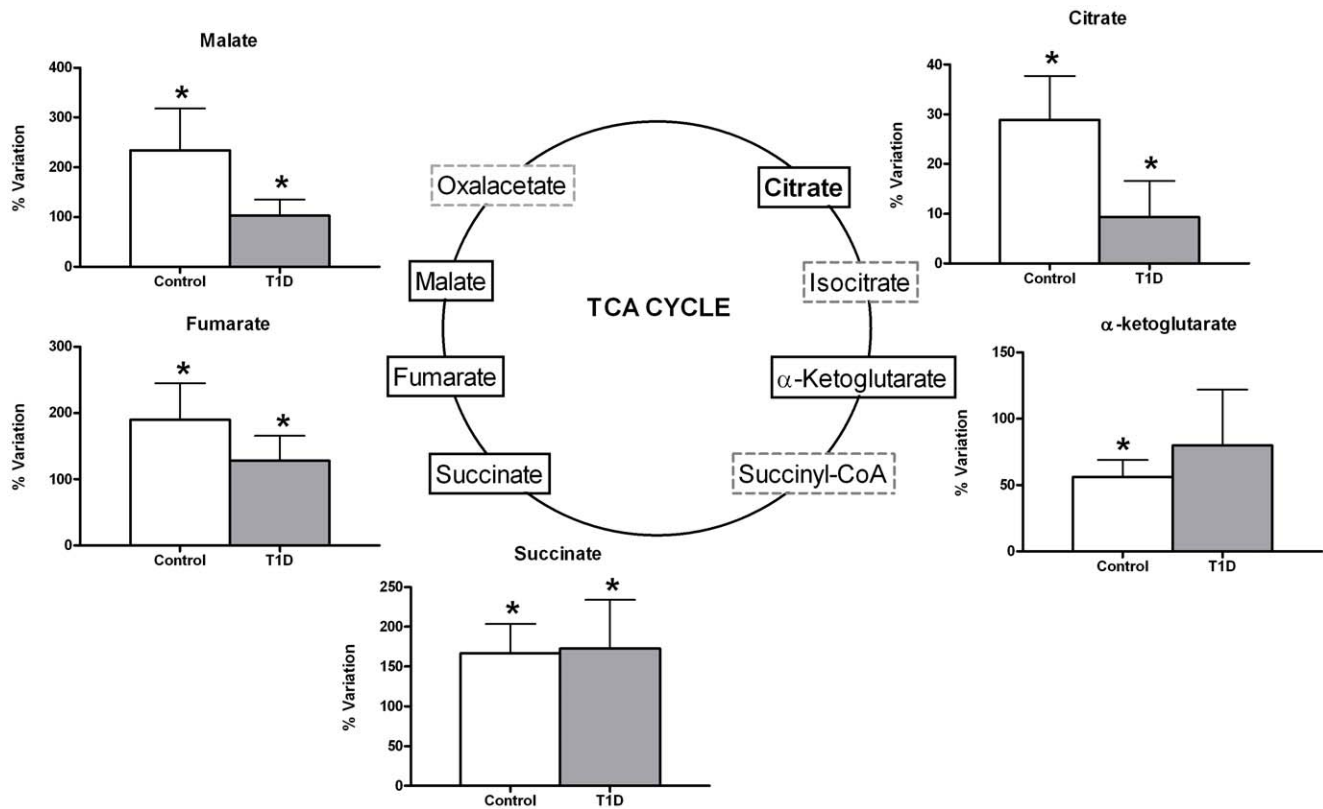 Malate
% Variation
400
300
200
100
0
*
*
Control
T1D
Citrate
% Variation
40
30
20
10
0
*
*
Control
T1D
Oxalacetate
Citrate
Malate
Isocitrate
TCA CYCLE
Fumarate
α-Ketoglutarate
Succinate
Succinyl-CoA
Fumarate
% Variation
300
200
100
0
*
*
Control
T1D
α-ketoglutarate
% Variation
150
100
50
0
*
Control
T1D
Succinate
% Variation
250
200
150
100
50
0
*
*
Control
T1D